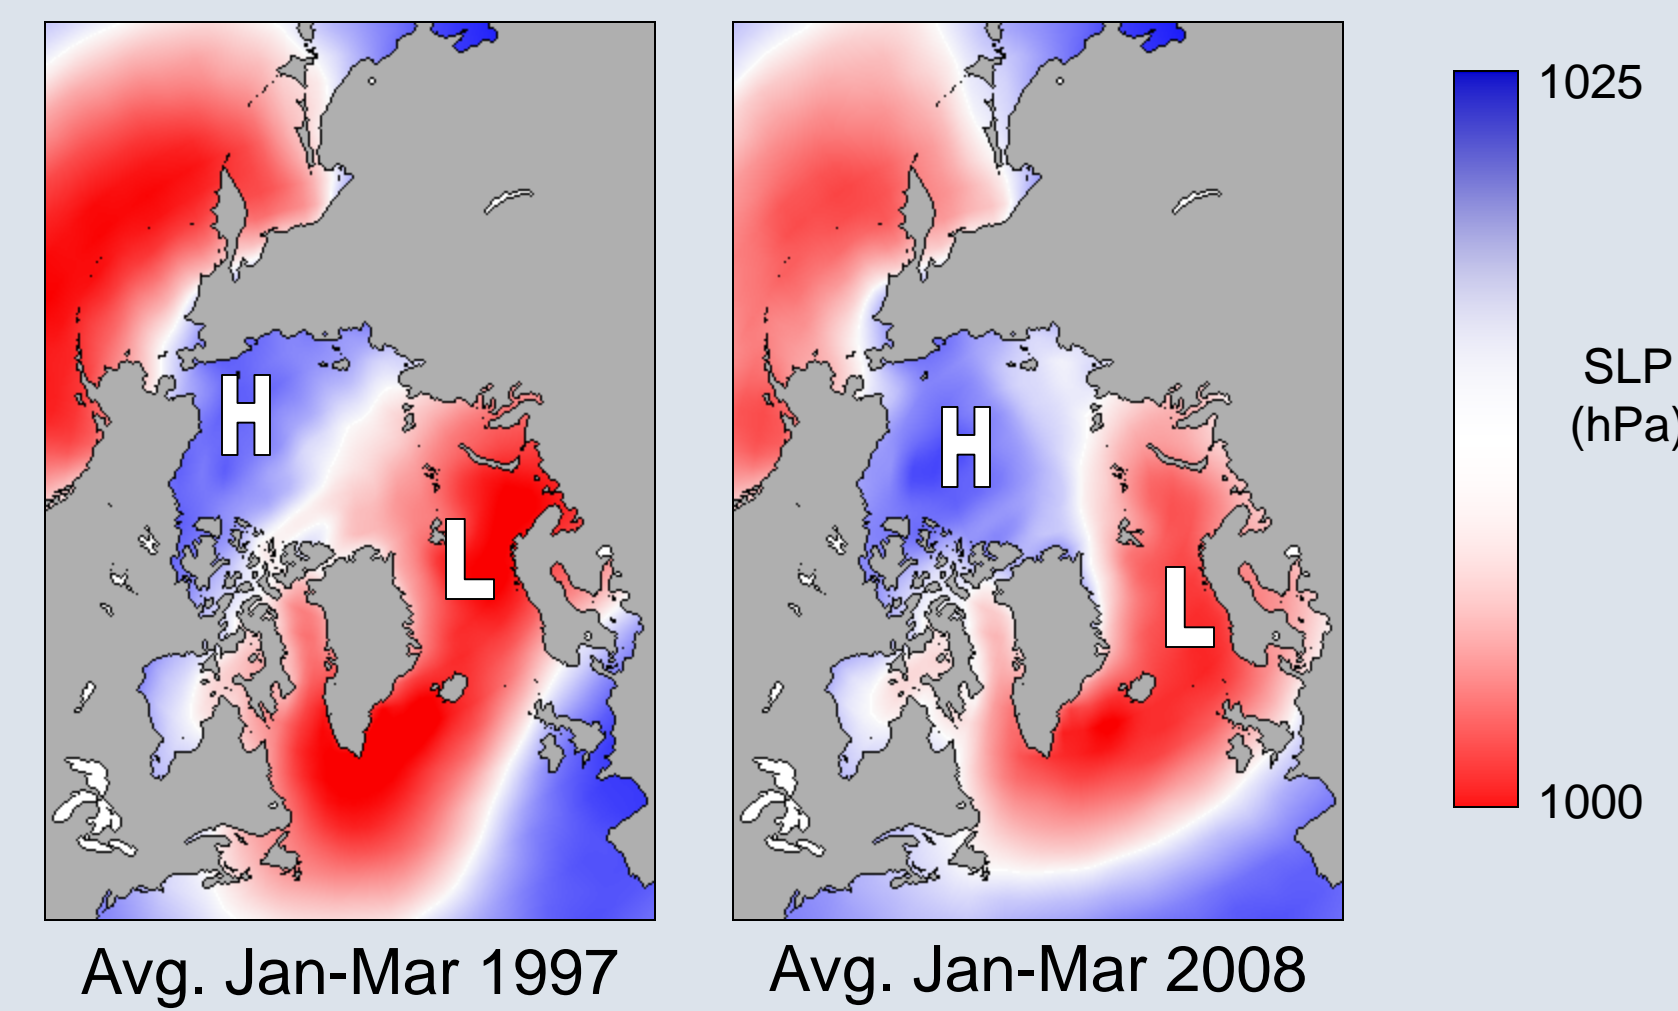 H
L
H
L
1025
SLP
(hPa)
1000
Avg. Jan-Mar 1997
Avg. Jan-Mar 2008